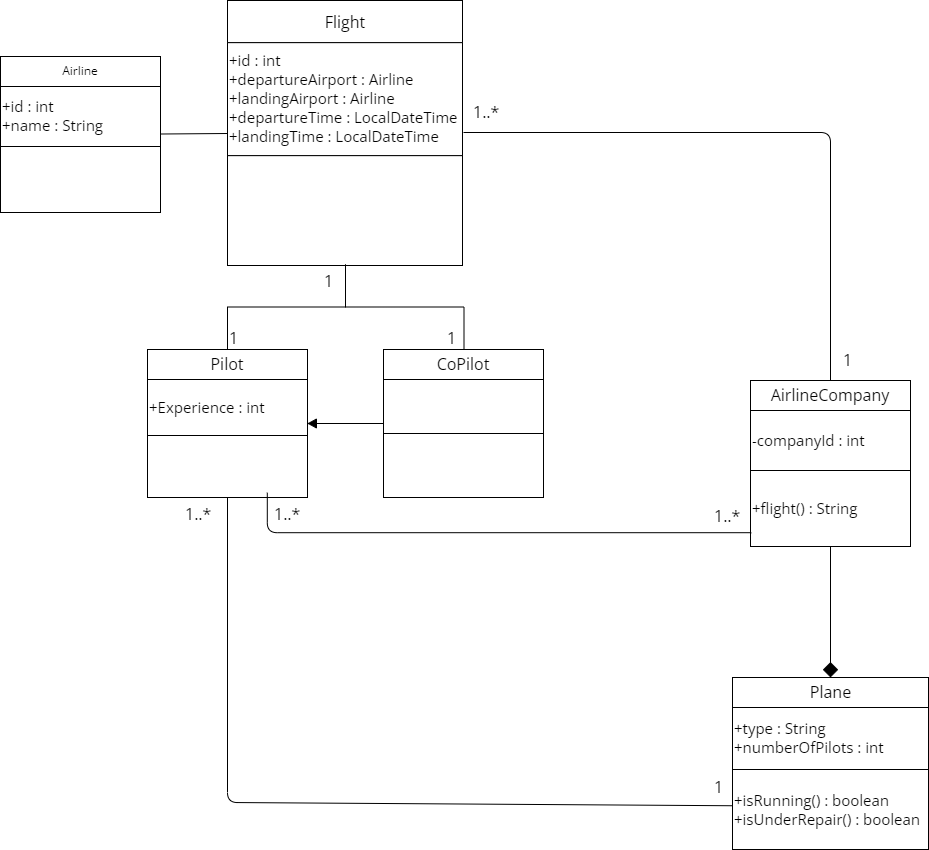 Flight
+id : int
+departureAirport : Airline
+landingAirport : Airline
+departureTime : LocalDateTime
+landingTime : LocalDateTime
Airline
+id : int
+name : String
1..*
1
1
1
1
Pilot
+Experience : int
CoPilot
AirlineCompany
-companyId : int
+flight() : String
1..*
1..*
1..*
Plane
+type : String
+numberOfPilots : int
+isRunning() : boolean
+isUnderRepair() : boolean
1